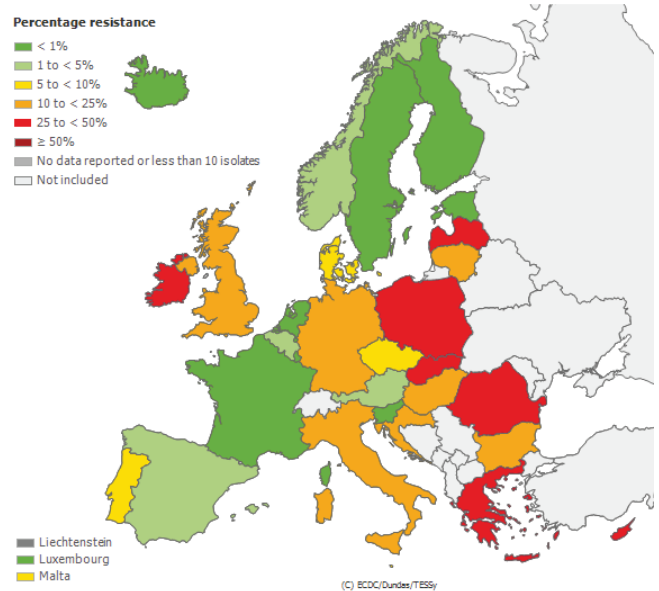 Percentage resistance
< 1%
1 to < 5%
5 to < 10%
10 to < 25%
25 to < 50%
≥ 50%
No data reported or less than 10 isolates
Not included
Liechtenstein
Luxembourg
Malta
(C) ECDC/Dundas/TESSy